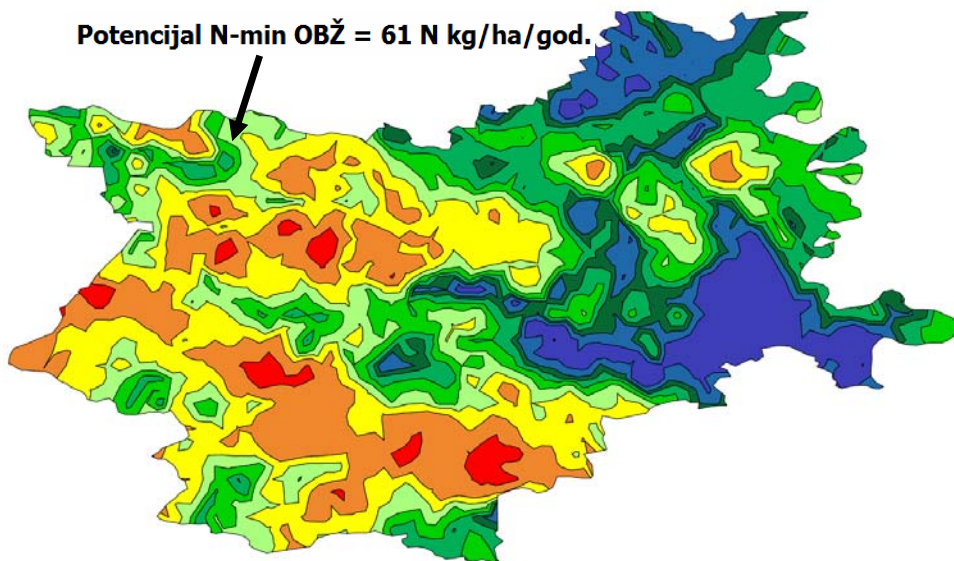 Potencijal N-min OBŽ = 61 N kg/ha/god.